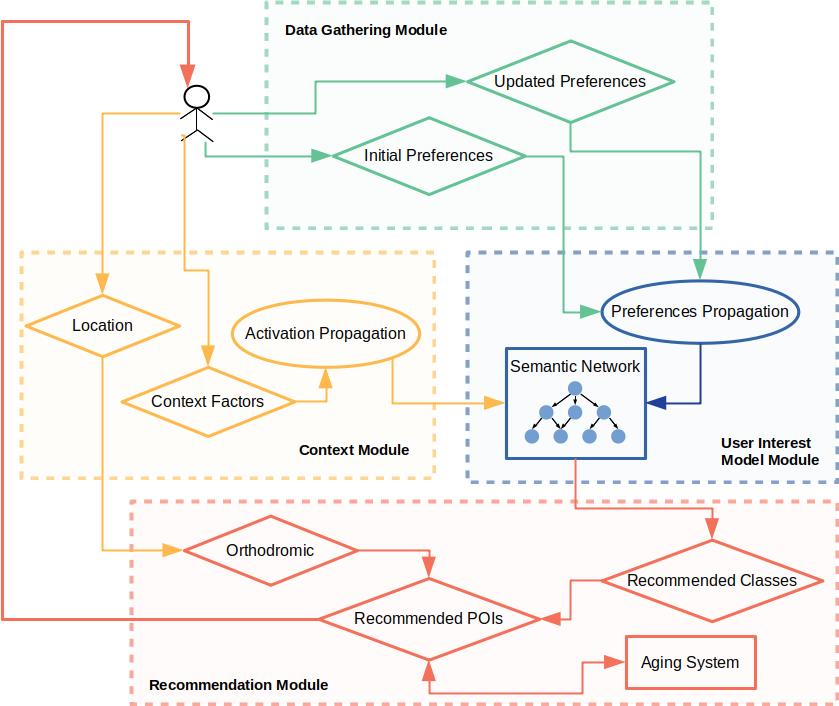 Data Gathering Module
Updated Preferences
Initial Preferences
Location
Activation Propagation
Context Factors
Context Module
Preferences Propagation
Semantic Network
User Interest
Model Module
Orthodromic
Recommended Classes
Recommended POIs
Aging System
Recommendation Module